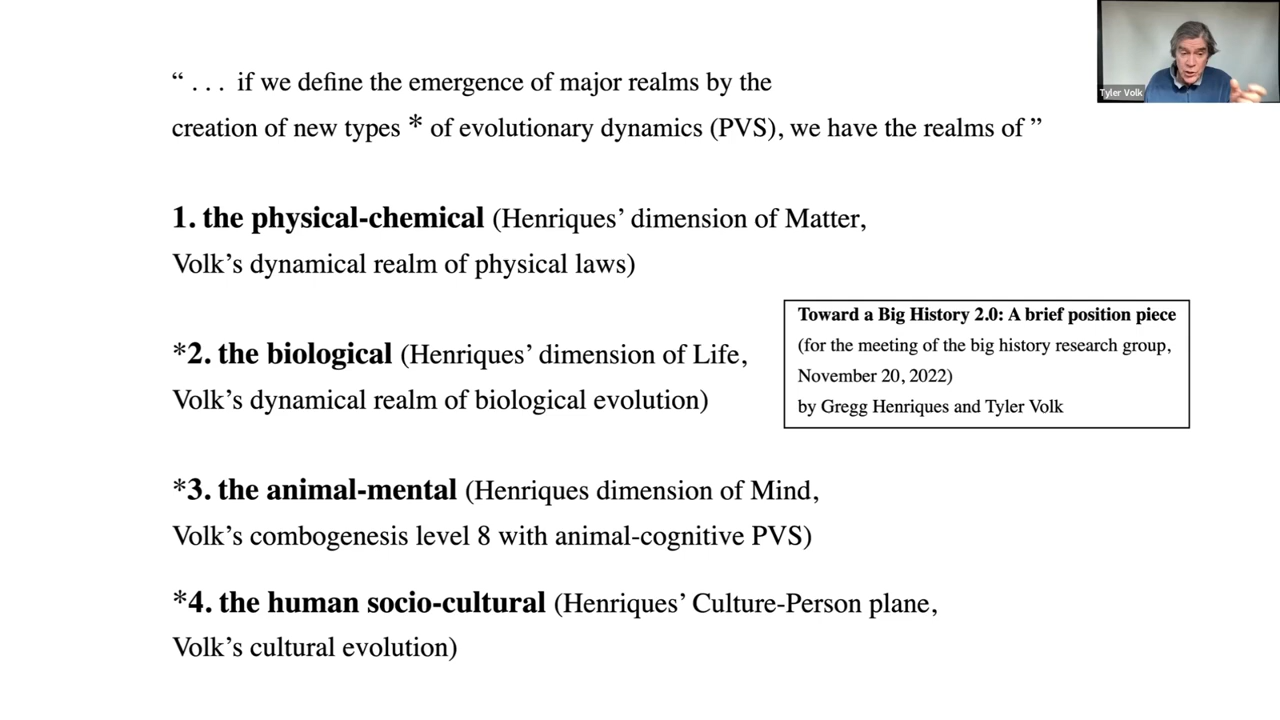 “ . . . if we define the emergence of major realms by the
creation of new types * of evolutionary dynamics (PVS), we have the realms of ”
1. the physical-chemical (Henriques’ dimension of Matter,
Volk’s dynamical realm of physical laws)
*2. the biological (Henriques’ dimension of Life,
Volk’s dynamical realm of biological evolution)
Toward a Big History 2.0: A brief position piece
(for the meeting of the big history research group,
November 20, 2022)
by Gregg Henriques and Tyler Volk
*3. the animal-mental (Henriques dimension of Mind,
Volk’s combogenesis level 8 with animal-cognitive PVS)
*4. the human socio-cultural (Henriques’ Culture-Person plane,
Volk’s cultural evolution)
Tyler Volk